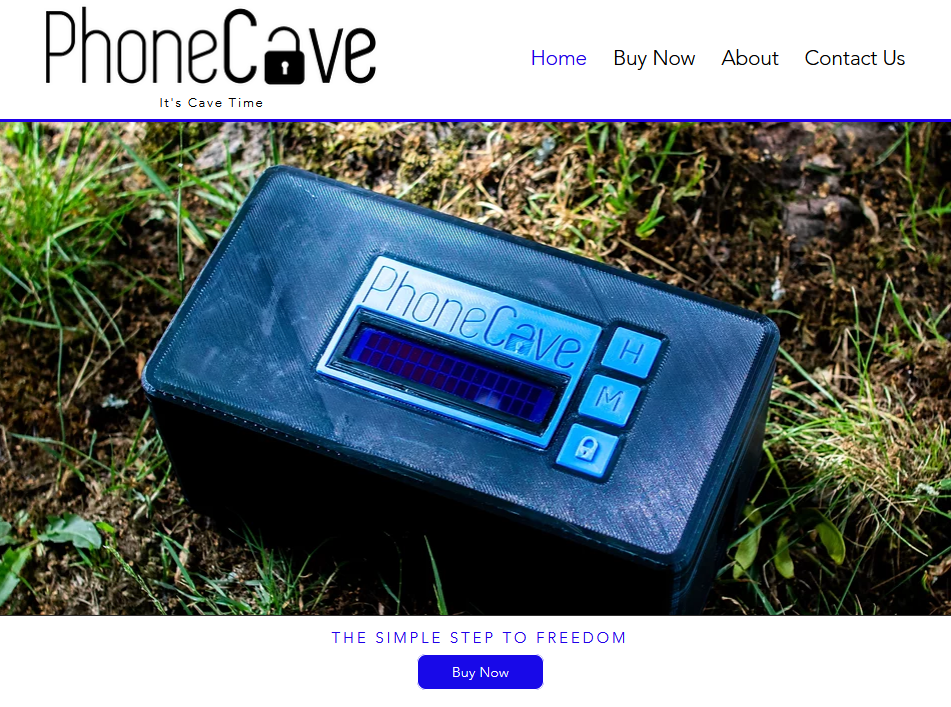 PhoneCave
It's Cave Time
Home Buy Now About Contact Us
PhoneCave
H
M
THE SIMPLE STEP TO FREEDOM
Buy Now